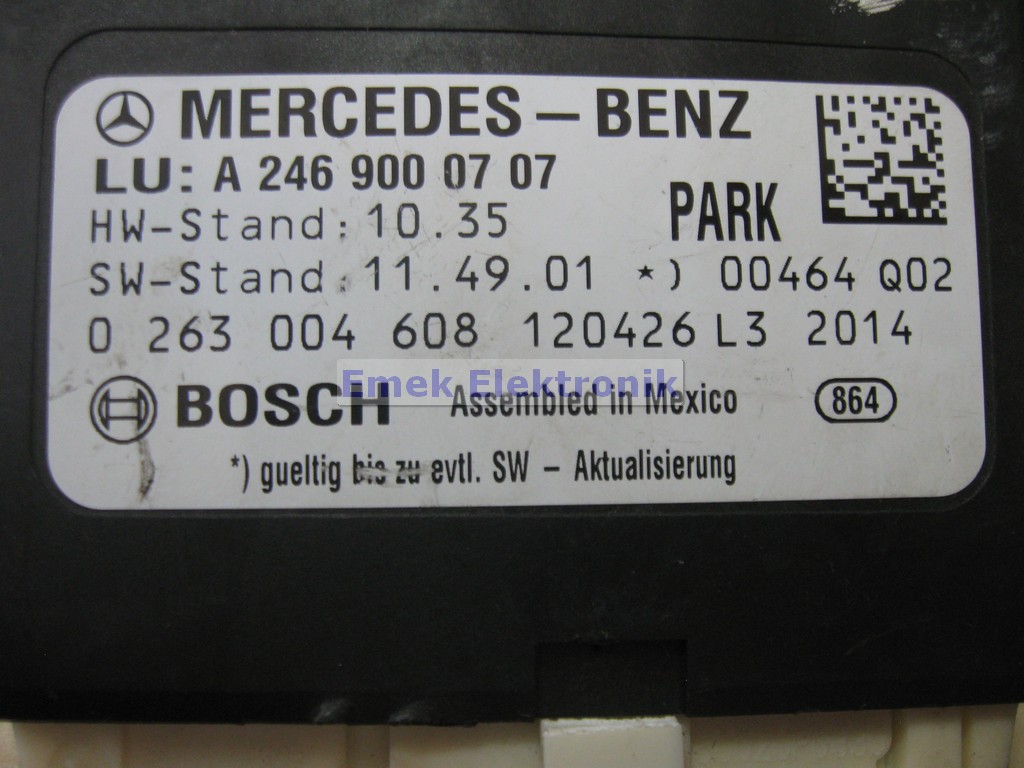 MERCEDES-BENZ
LU: A 246 900 07 07
HW-Stand: 10.35
PARK
SW-Stand: 11.49.01 *) 00464 Q02
0 263 004 608 120426 L3 2014
Emek Elektronik
BOSCH Assembled in Mexico 864
*) gueltig bis zu evtl. SW - Aktualisierung